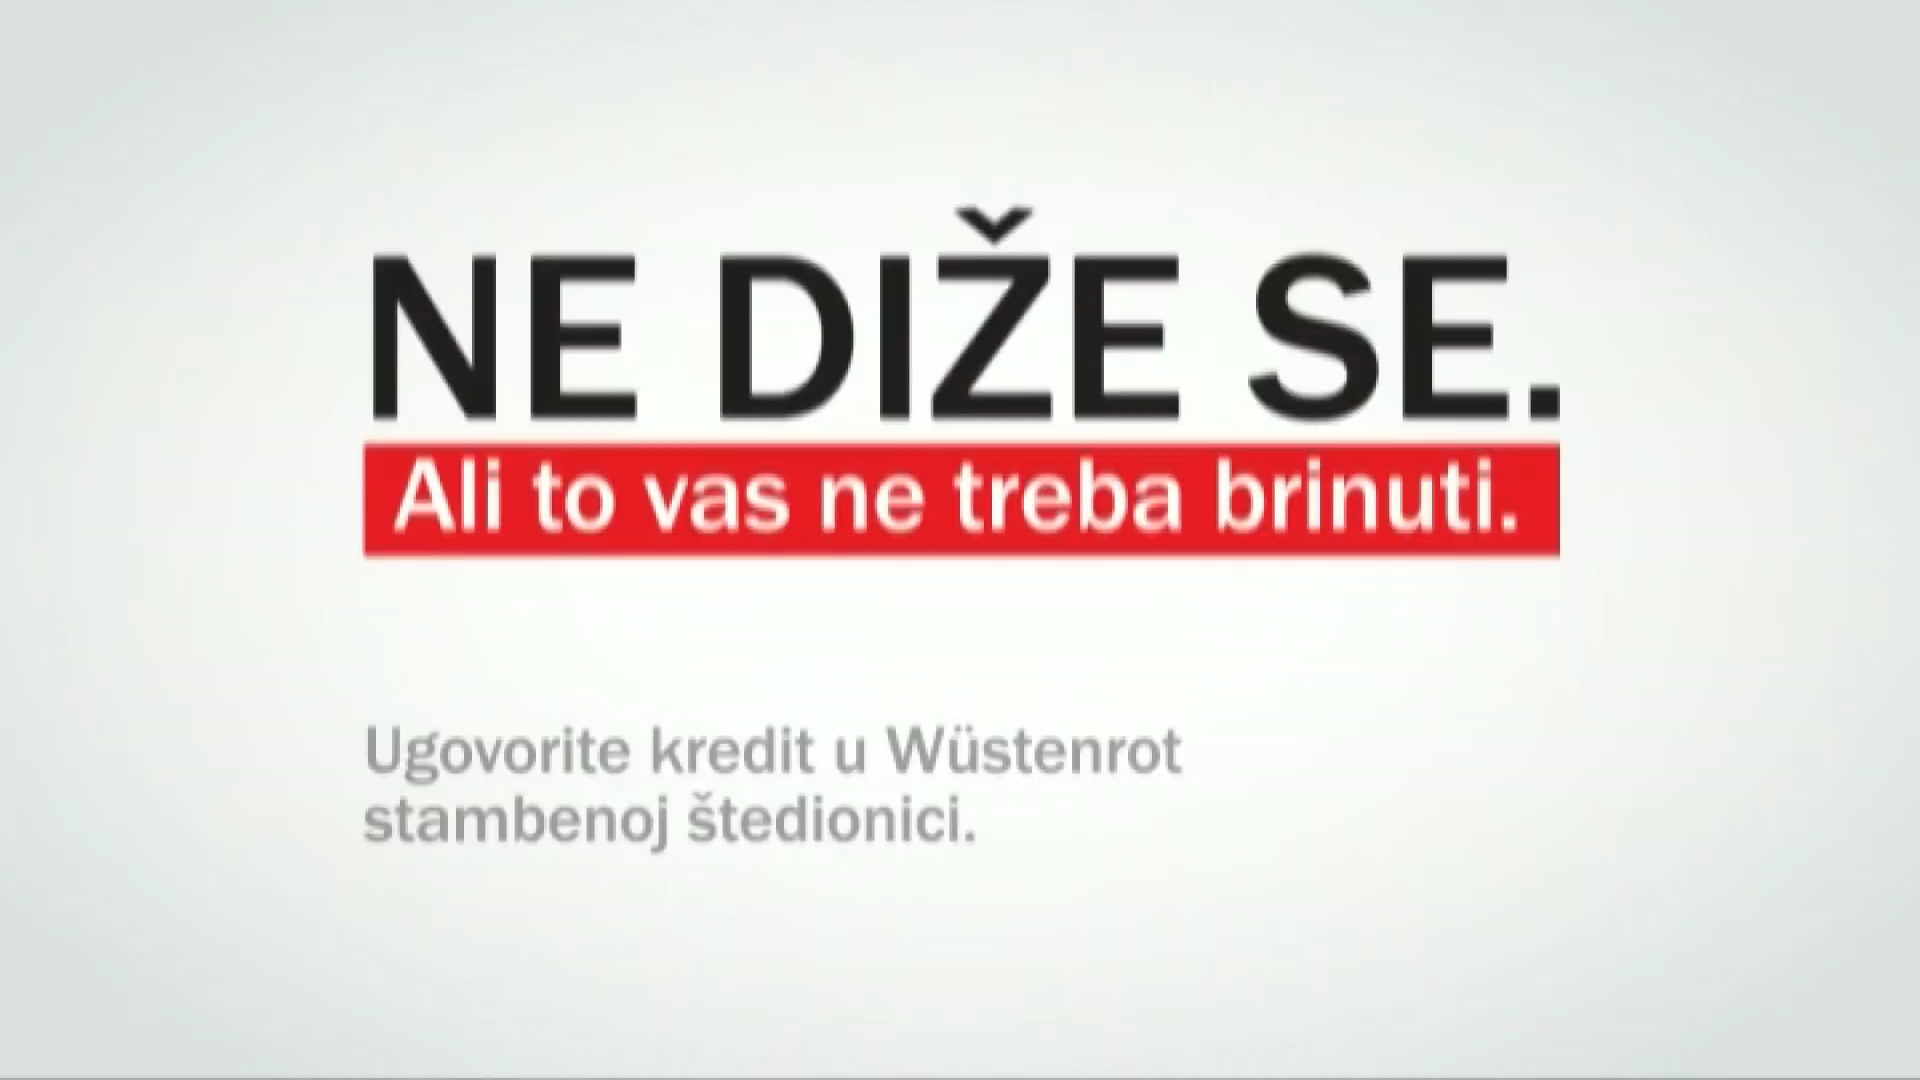 NE DIŽE SE.
Ali to vas ne treba brinuti.
Ugovorite kredit u Wüstenrot
stambenoj štedionici.